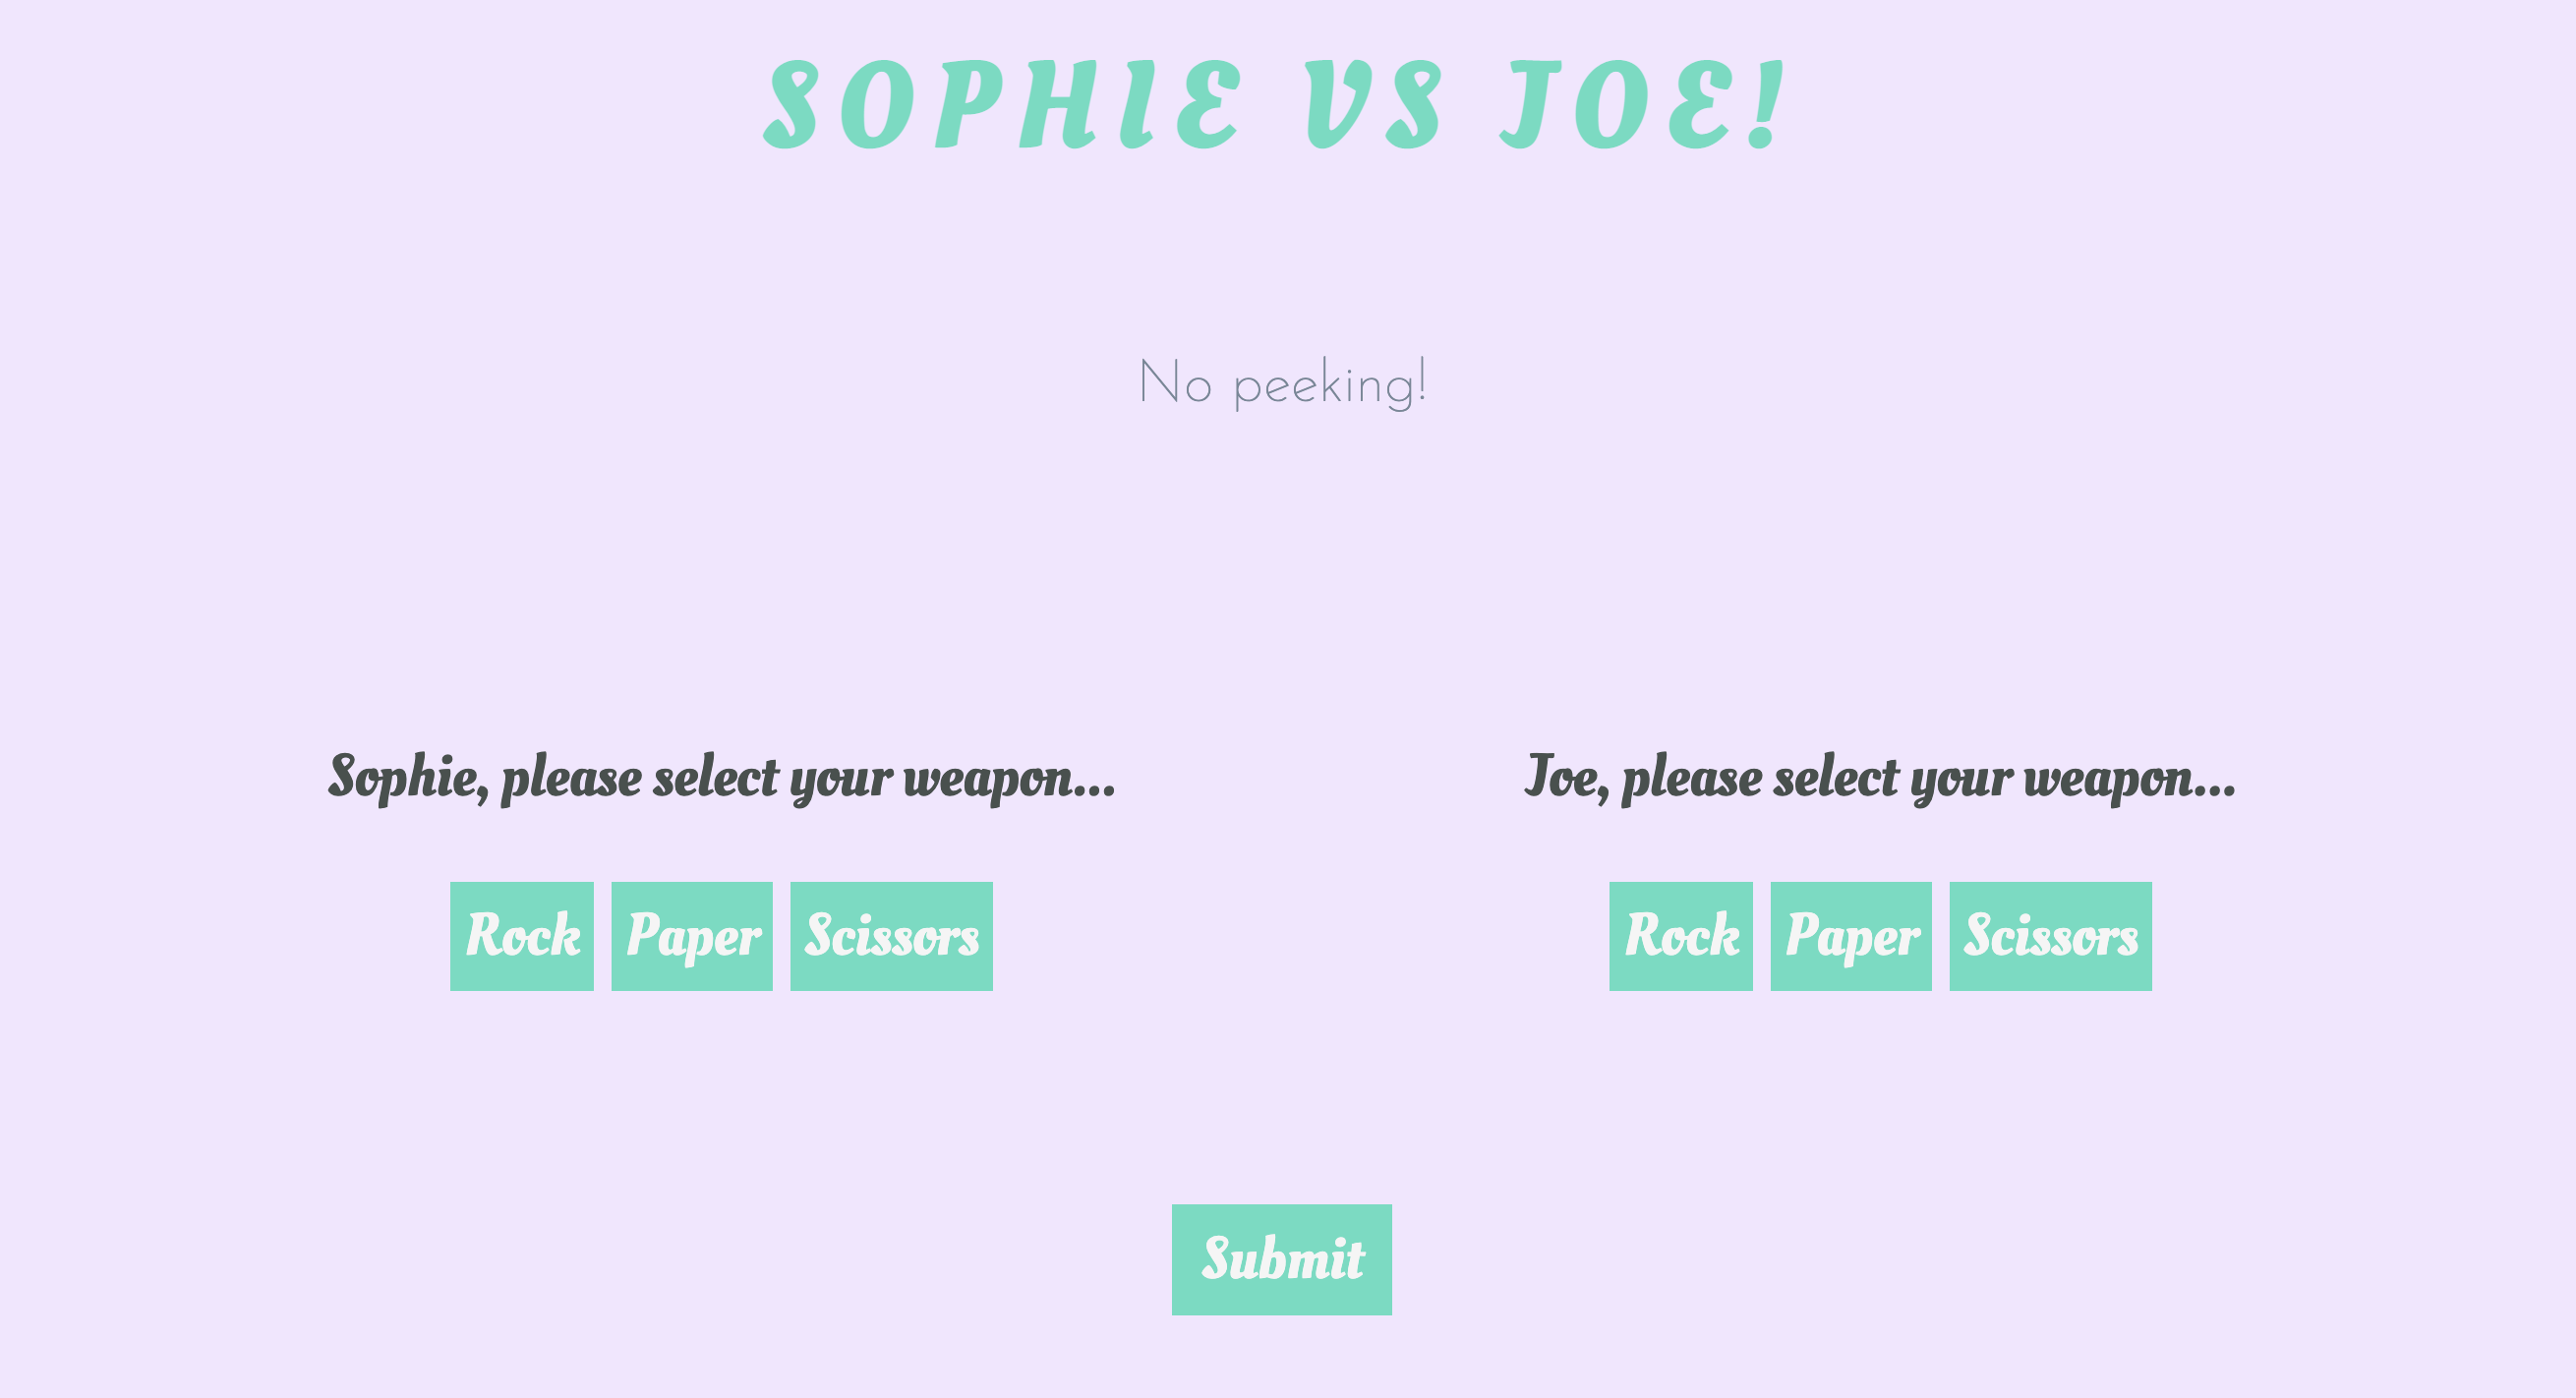 SOPHIE VS JOE!
No peeking!
Sophie, please select your weapon...
Rock Paper Scissors
Joe, please select your weapon...
Rock Paper Scissors
Submit